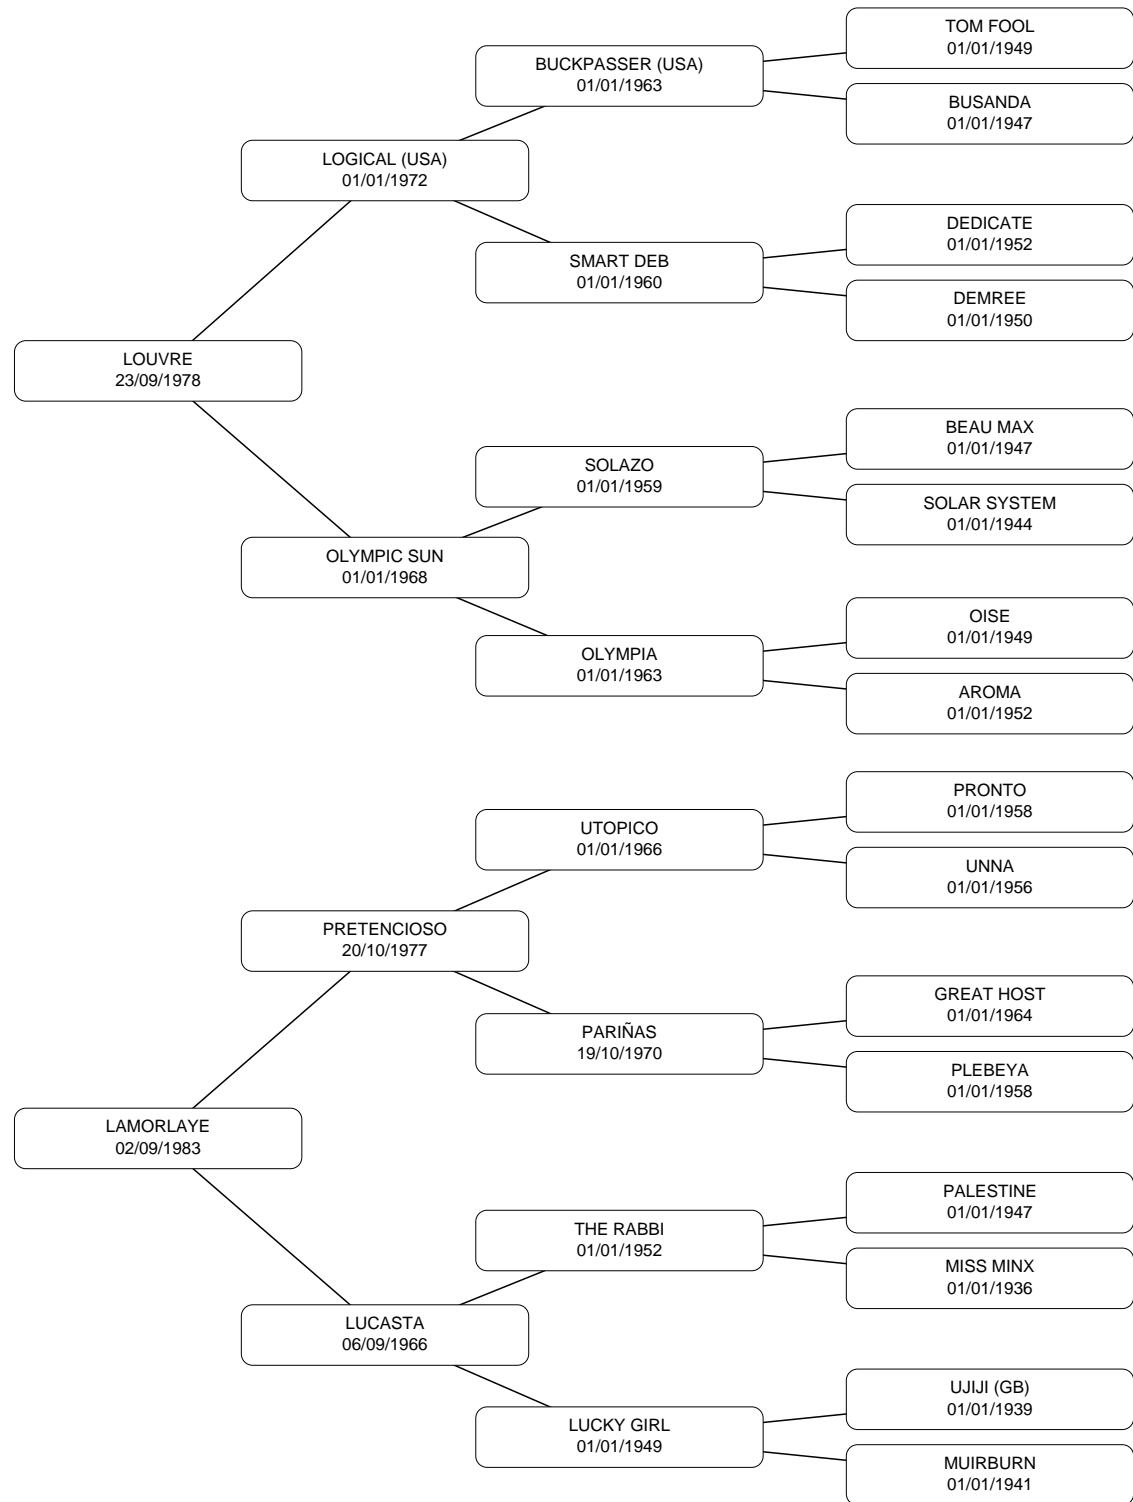 TOM FOOL
01/01/1949
BUCKPASSER (USA)
01/01/1963
BUSANDA
01/01/1947
LOGICAL (USA)
01/01/1972
DEDICATE
01/01/1952
SMART DEB
01/01/1960
DEMREE
01/01/1950
LOUVRE
23/09/1978
BEAU MAX
01/01/1947
SOLAZO
01/01/1959
SOLAR SYSTEM
01/01/1944
OLYMPIC SUN
01/01/1968
OISE
01/01/1949
OLYMPIA
01/01/1963
AROMA
01/01/1952
PRONTO
01/01/1958
UTOPICO
01/01/1966
UNNA
01/01/1956
PRETENCIOSO
20/10/1977
GREAT HOST
01/01/1964
PARIÑAS
19/10/1970
PLEBEYA
01/01/1958
LAMORLAYE
02/09/1983
PALESTINE
01/01/1947
THE RABBI
01/01/1952
MISS MINX
01/01/1936
LUCASTA
06/09/1966
UJIJI (GB)
01/01/1939
LUCKY GIRL
01/01/1949
MUIRBURN
01/01/1941